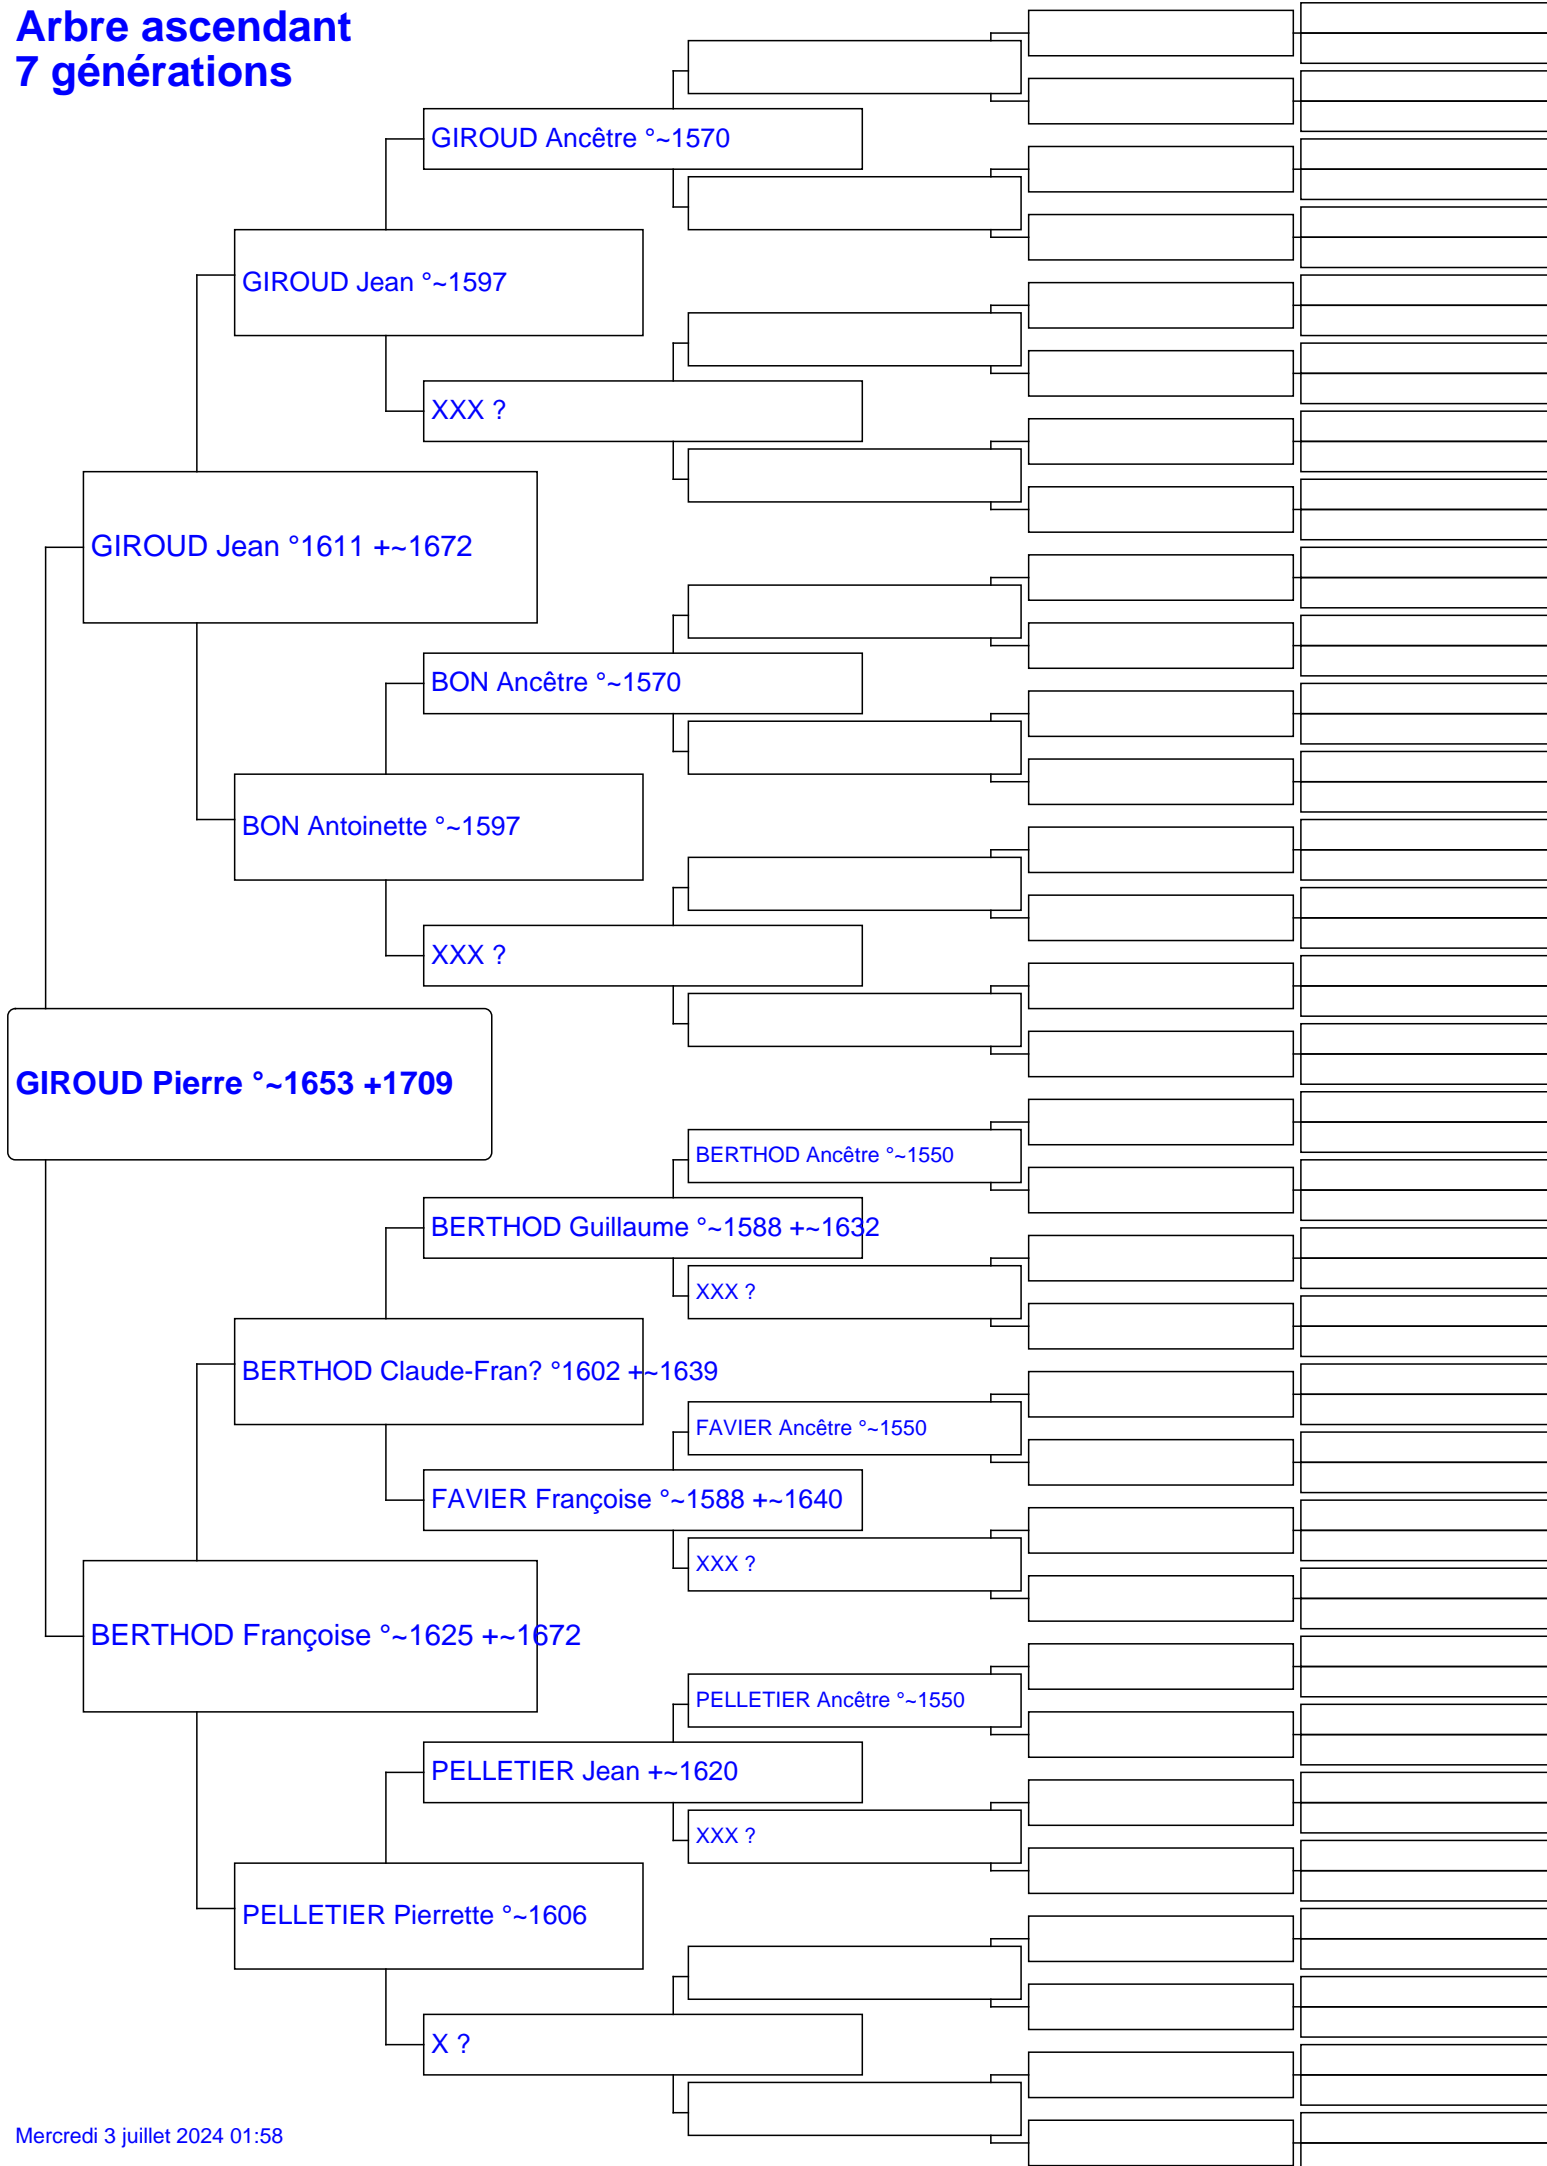 Arbre ascendant
7 générations
GIROUD Ancêtre °~1570
GIROUD Jean °~1597
XXX ?
GIROUD Jean °1611 +~1672
BON Ancêtre °~1570
BON Antoinette °~1597
XXX ?
GIROUD Pierre °~1653 +1709
BERTHOD Ancêtre °~1550
BERTHOD Guillaume °~1588 +~1632
XXX ?
BERTHOD Claude-Fran? °1602 +~1639
FAVIER Ancêtre °~1550
FAVIER Françoise °~1588 +~1640
XXX ?
BERTHOD Françoise °~1625 +~1672
PELLETIER Ancêtre °~1550
PELLETIER Jean +~1620
XXX ?
PELLETIER Pierrette °~1606
X ?
Mercredi 3 juillet 2024 01:58